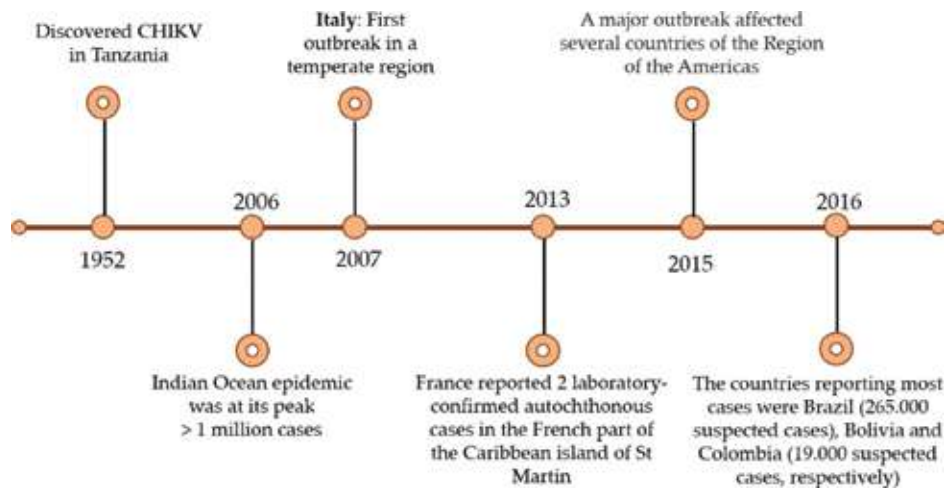 Discovered CHIKV
in Tanzania
1952
2006
Indian Ocean epidemic
was at its peak
> 1 million cases
Italy: First
outbreak in a
temperate region
2007
2013
France reported 2 laboratory-
confirmed autochthonous
cases in the French part of
the Caribbean island of St
Martin
A major outbreak affected
several countries of the Region
of the Americas
2015
2016
The countries reporting most
cases were Brazil (265.000
suspected cases), Bolivia and
Colombia (19.000 suspected
cases, respectively)